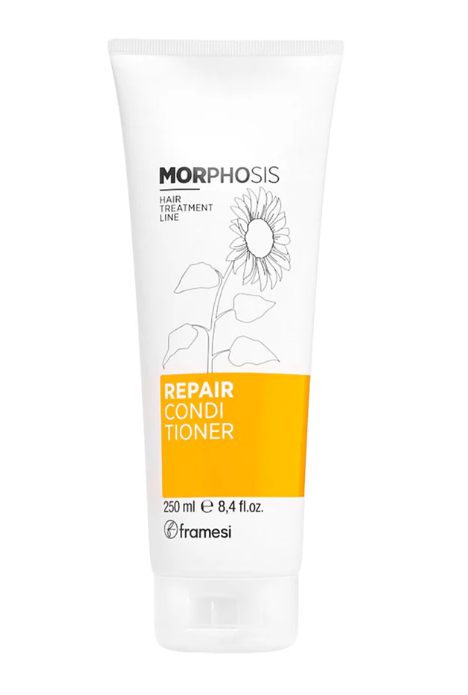 MORPHOSIS
HAIR
TREATMENT
LINE
REPAIR
CONDI
TIONER
250 ml ℮ 8,4 fl.oz.
framesi